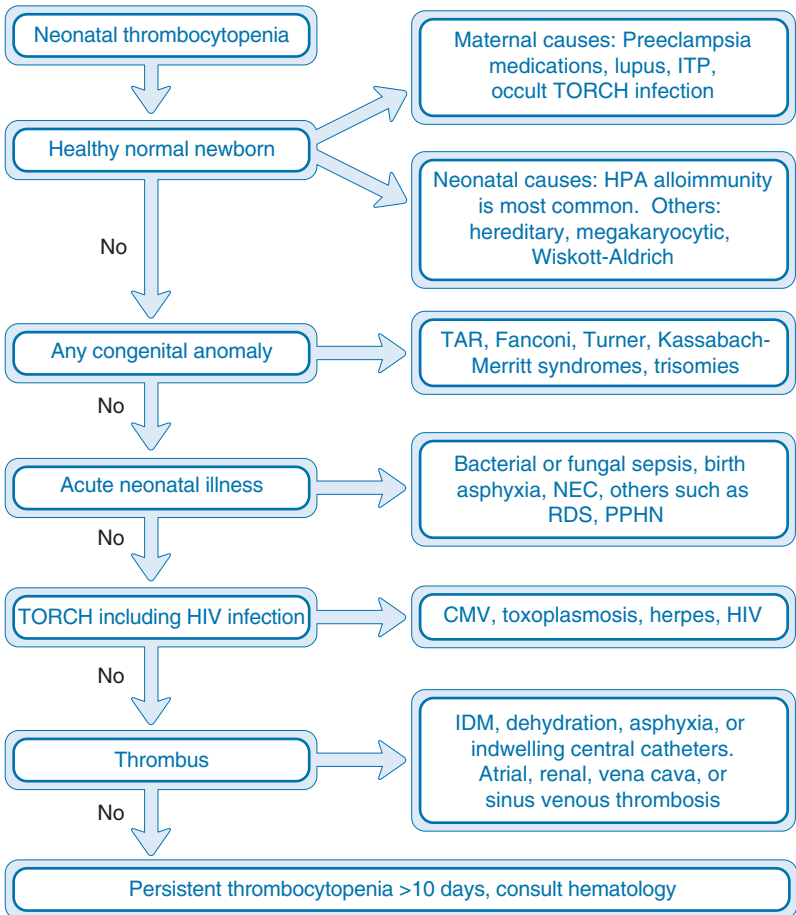 Neonatal thrombocytopenia
Maternal causes: Preeclampsia
medications, lupus, ITP,
occult TORCH infection
Healthy normal newborn
Neonatal causes: HPA alloimmunity
is most common. Others:
hereditary, megakaryocytic,
Wiskott-Aldrich
No
Any congenital anomaly
TAR, Fanconi, Turner, Kassabach-
Merritt syndromes, trisomies
No
Acute neonatal illness
Bacterial or fungal sepsis, birth
asphyxia, NEC, others such as
RDS, PPHN
No
TORCH including HIV infection
CMV, toxoplasmosis, herpes, HIV
No
Thrombus
IDM, dehydration, asphyxia, or
indwelling central catheters.
Atrial, renal, vena cava, or
sinus venous thrombosis
No
Persistent thrombocytopenia >10 days, consult hematology